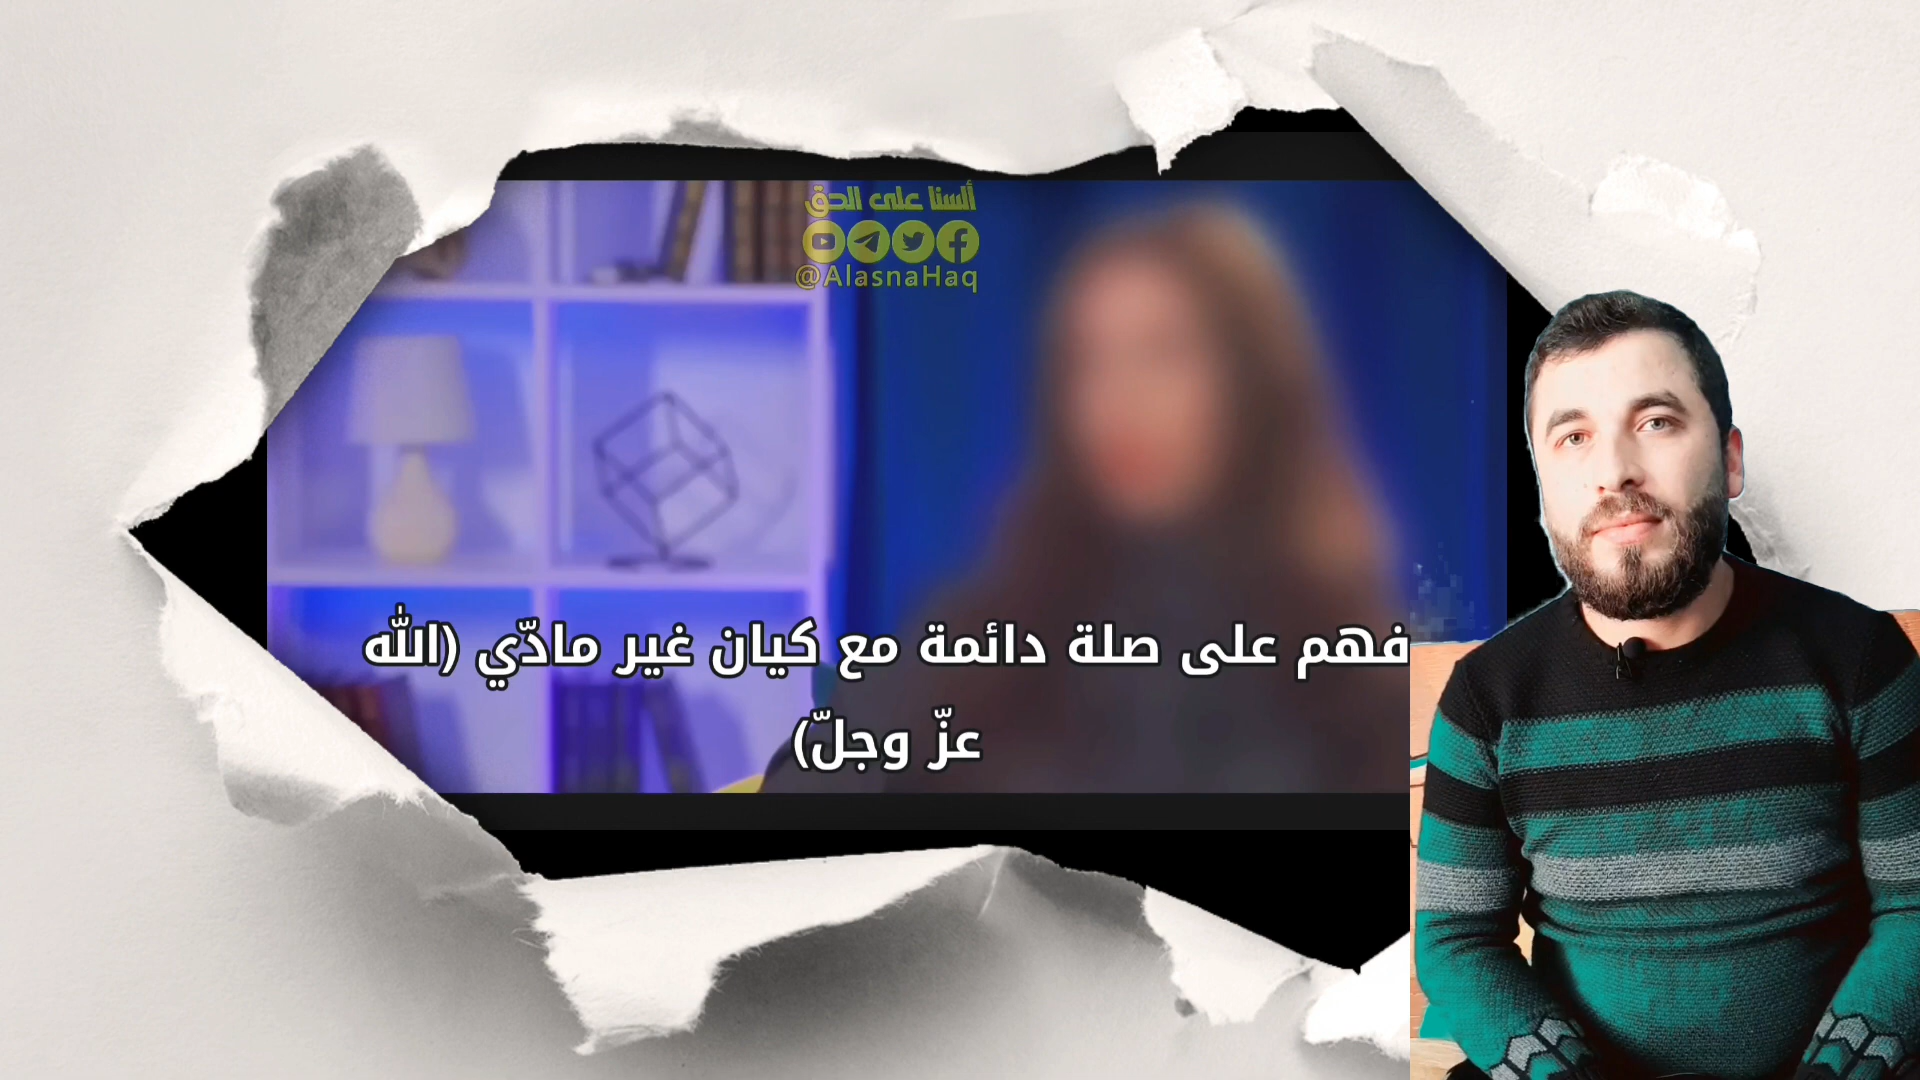 ألسنا على الحق
@AlasnaHaq
فهم على صلة دائمة مع كيان غير مادّي (الله
عزّ وجلّ)